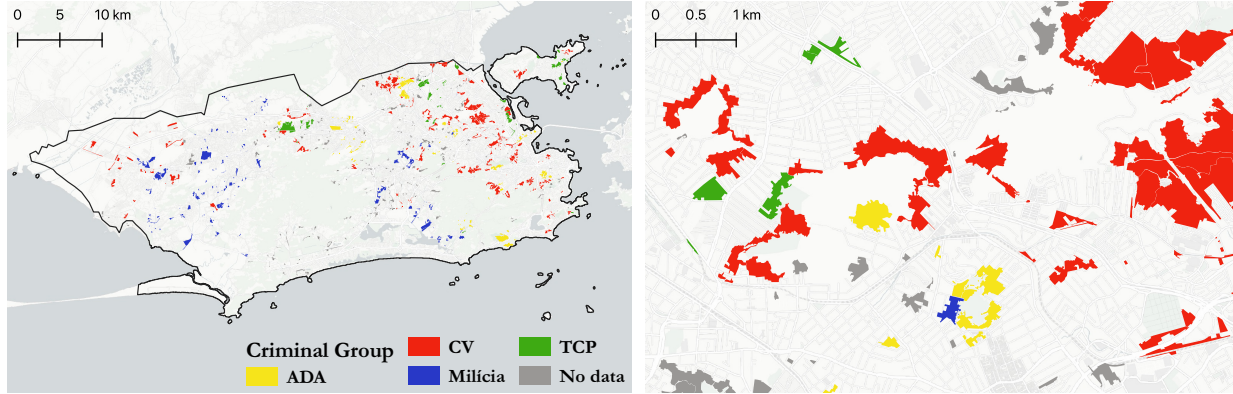 0 5 10 km
0 0.5 1 km
Criminal Group
CV
TCP
ADA
Milícia
No data